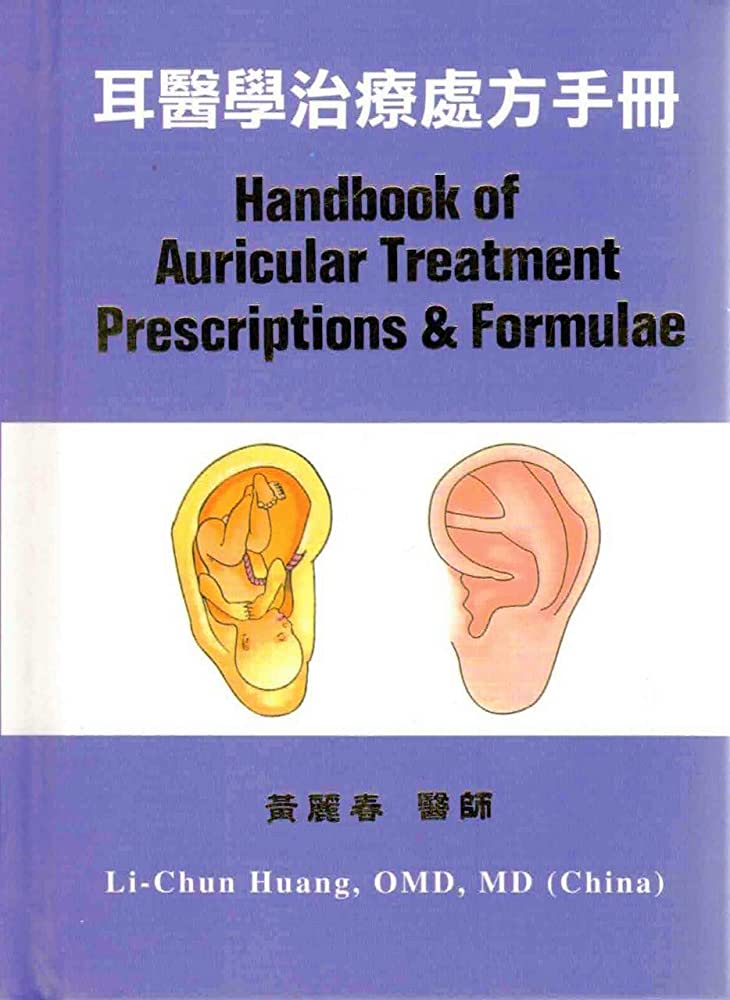 耳醫學治療處方手冊
Handbook of
Auricular Treatment
Prescriptions & Formulae
黃麗春 醫師
Li-Chun Huang, OMD, MD (China)